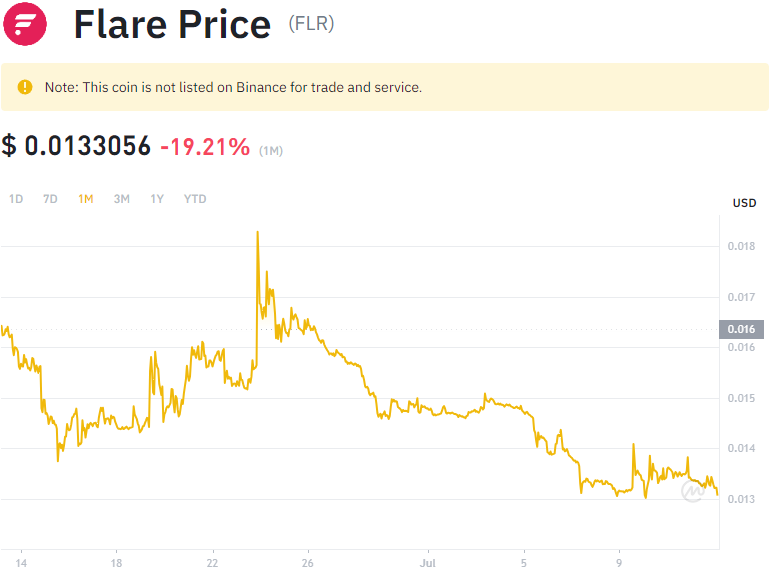 Flare Price (FLR)
Note: This coin is not listed on Binance for trade and service.
$ 0.0133056 -19.21% (1M)
1D 7D 1M 3M 1Y YTD
USD
0.018
0.017
0.016
0.016
0.015
0.014
0.013
14 18 22 26 Jul 5 9